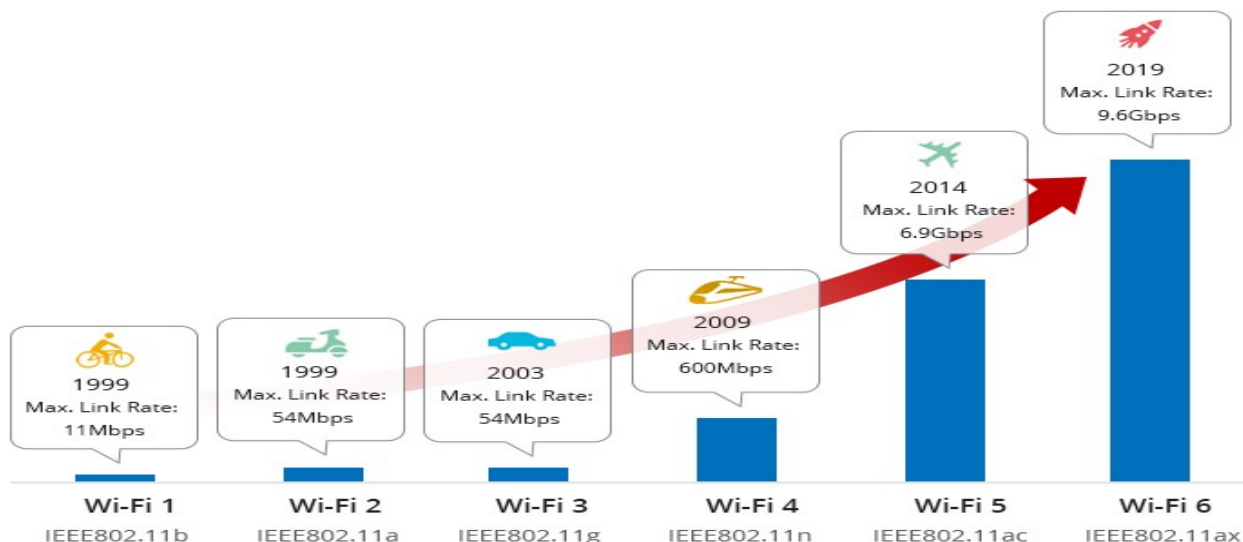 2019
Max. Link Rate:
9.6Gbps
2014
Max. Link Rate:
6.9Gbps
2009
Max. Link Rate:
600Mbps
1999
Max. Link Rate:
11Mbps
1999
Max. Link Rate:
54Mbps
2003
Max. Link Rate:
54Mbps
Wi-Fi 1
IEEE802.11b
Wi-Fi 2
IEEE802.11a
Wi-Fi 3
IEEE802.11g
Wi-Fi 4
IEEE802.11n
Wi-Fi 5
IEEE802.11ac
Wi-Fi 6
IEEE802.11ax